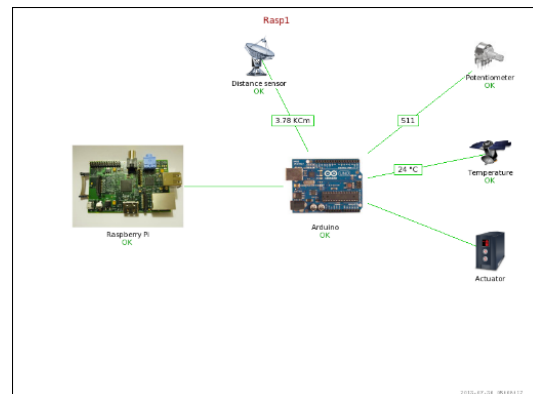 Rasp1
Distance sensor
OK
Potentiometer
OK
3.78 KCm
511
24 °C
Temperature
OK
Raspberry Pi
OK
Arduino
OK
Actuator